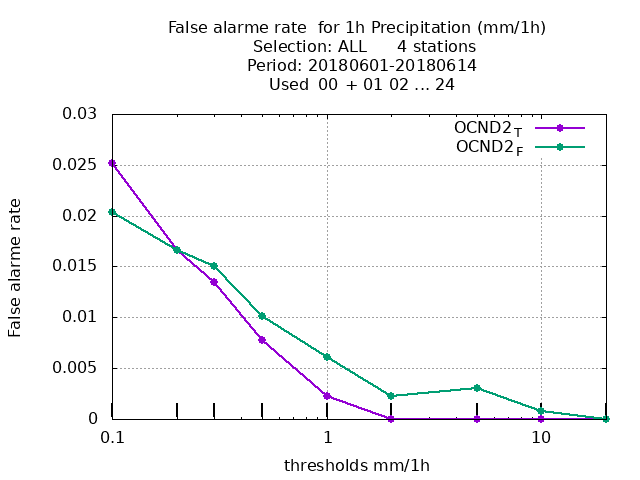 False alarme rate  for 1h Precipitation (mm/1h)
Selection: ALL      4 stations
Period: 20180601-20180614
Used  00  + 01 02 ... 24
0.03
0.025
0.02
0.015
0.01
0.005
0
0.1
1
10
OCND2T
OCND2F
False alarme rate
thresholds mm/1h